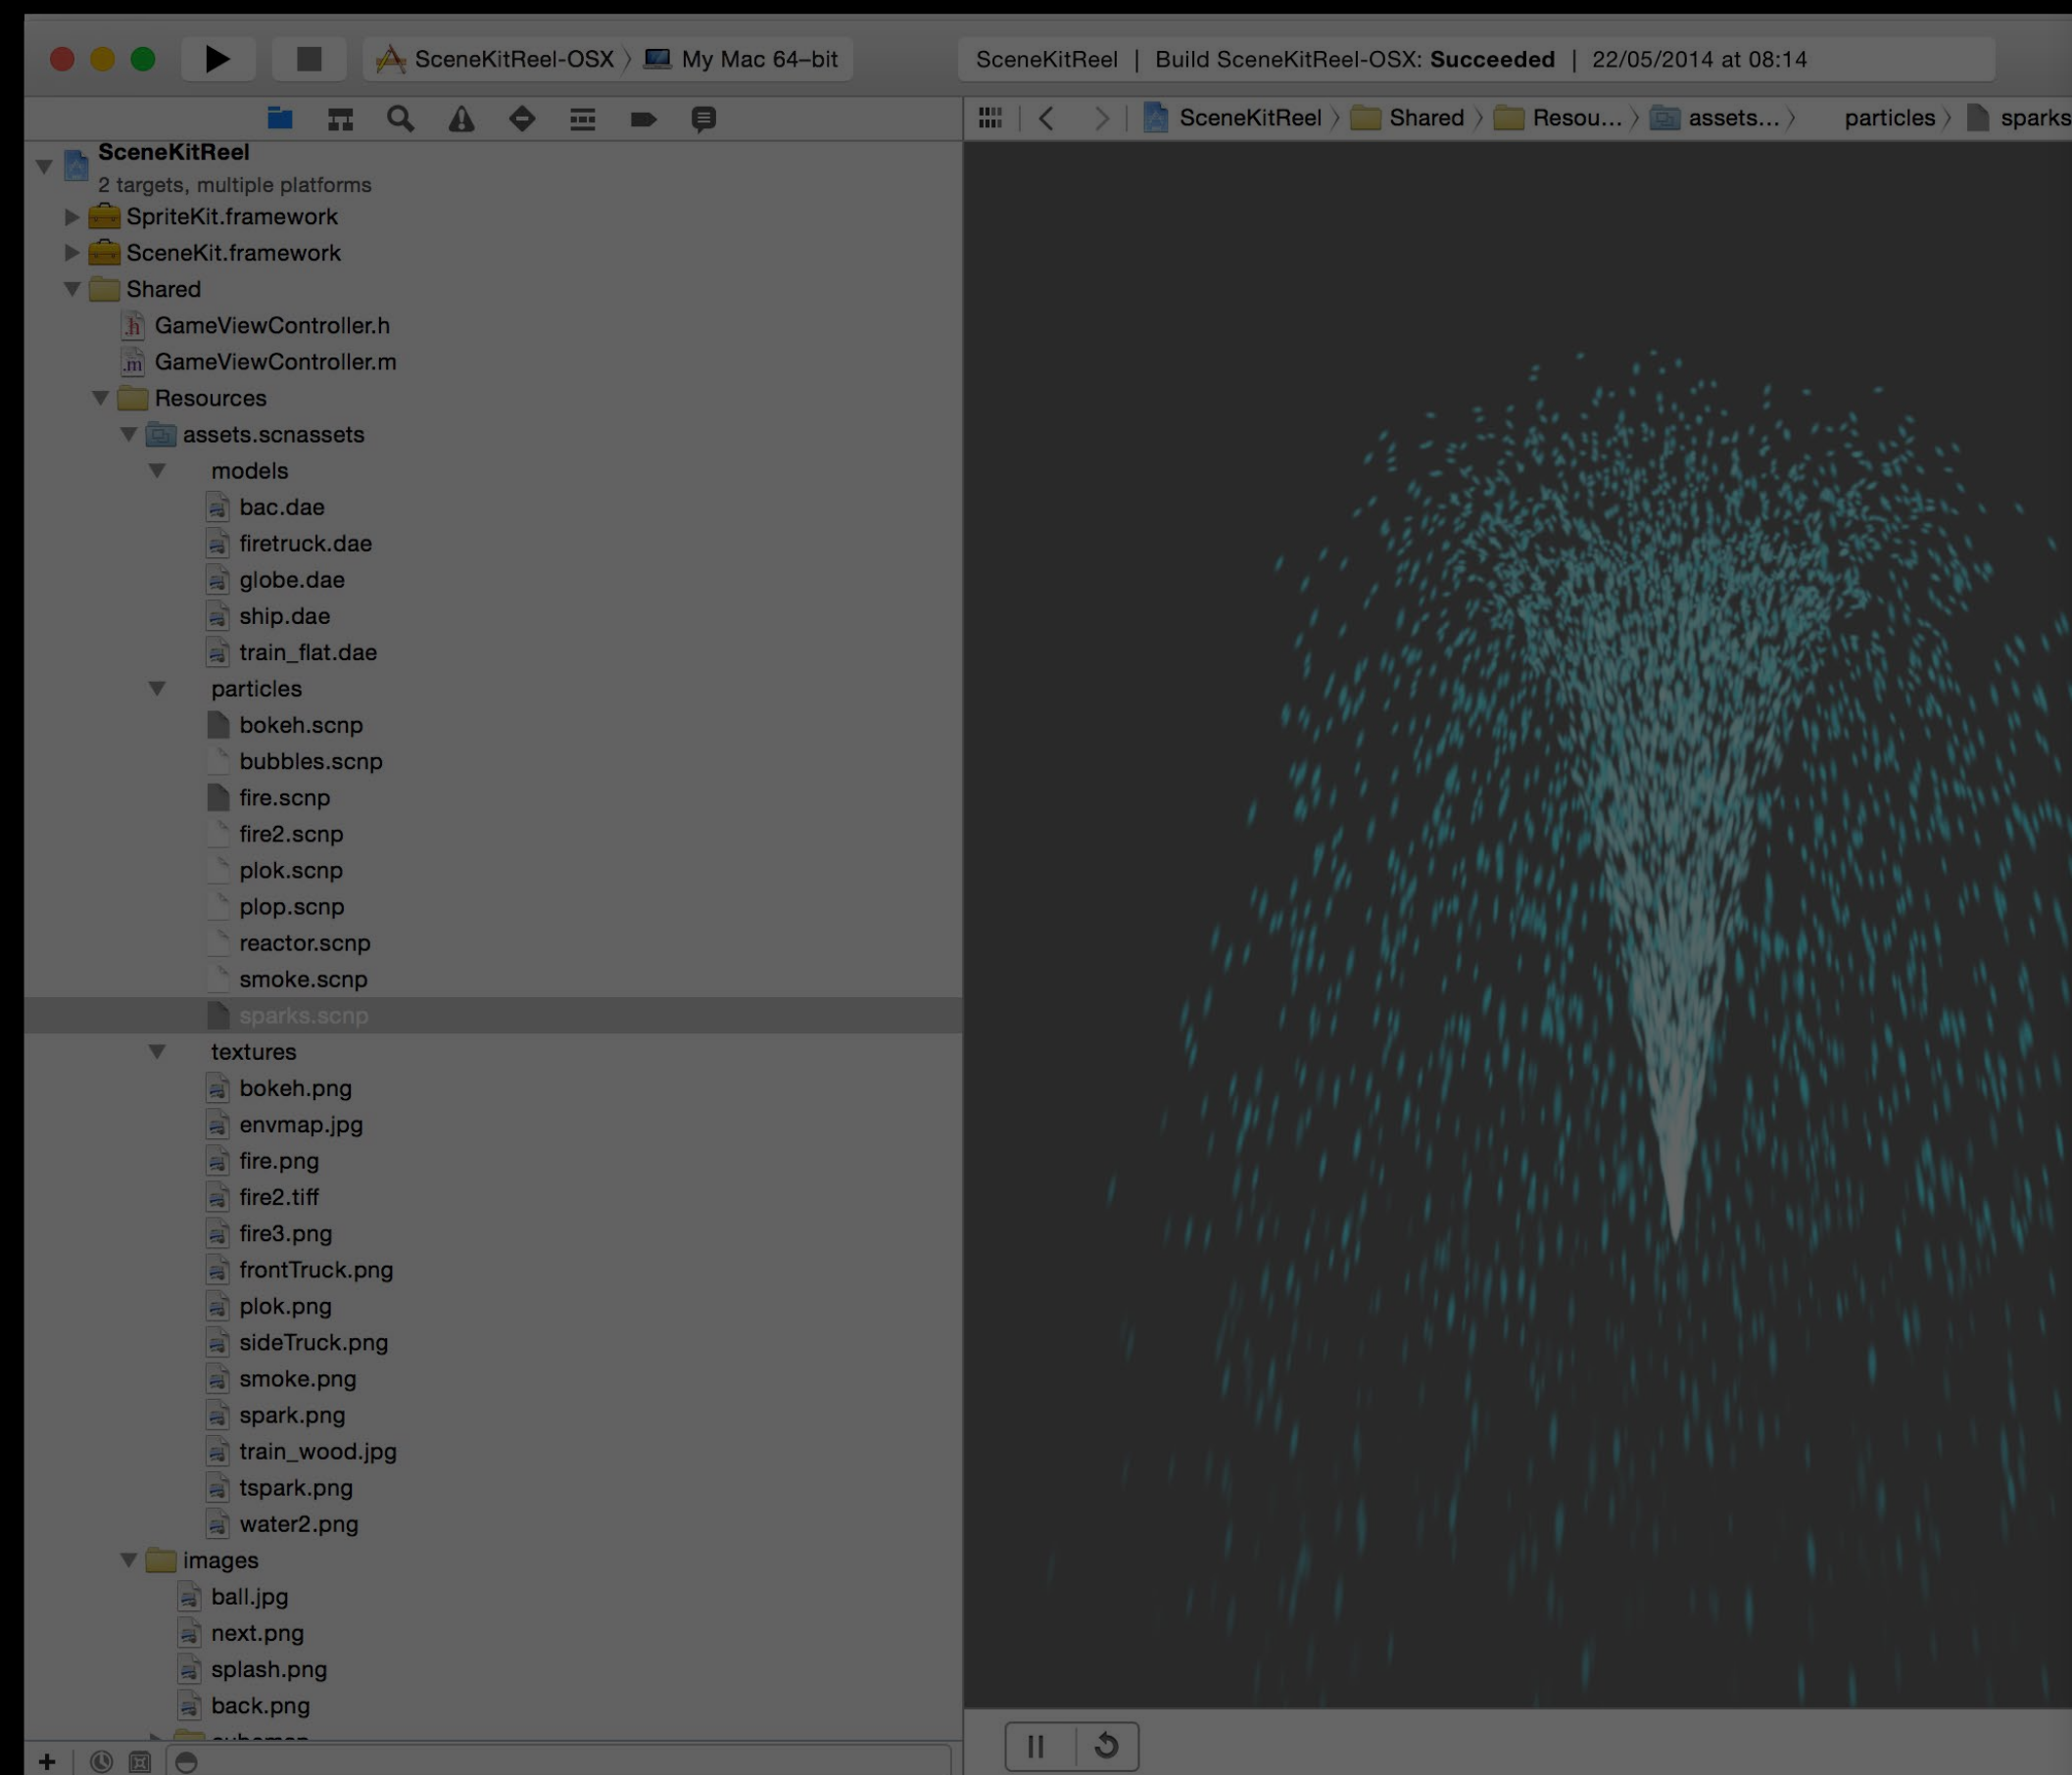 SceneKitReel-OSX My Mac 64-bit
SceneKitReel | Build SceneKitReel-OSX: Succeeded | 22/05/2014 at 08:14
SceneKitReel Shared Resou... assets... particles sparks
SceneKitReel
2 targets, multiple platforms
SpriteKit.framework
SceneKit.framework
Shared
.h GameViewController.h
.m GameViewController.m
Resources
assets.scnassets
models
bac.dae
firetruck.dae
globe.dae
ship.dae
train_flat.dae
particles
bokeh.scnp
bubbles.scnp
fire.scnp
fire2.scnp
plok.scnp
plop.scnp
reactor.scnp
smoke.scnp
sparks.scnp
textures
bokeh.png
envmap.jpg
fire.png
fire2.tiff
fire3.png
frontTruck.png
plok.png
sideTruck.png
smoke.png
spark.png
train_wood.jpg
tspark.png
water2.png
images
ball.jpg
next.png
splash.png
back.png